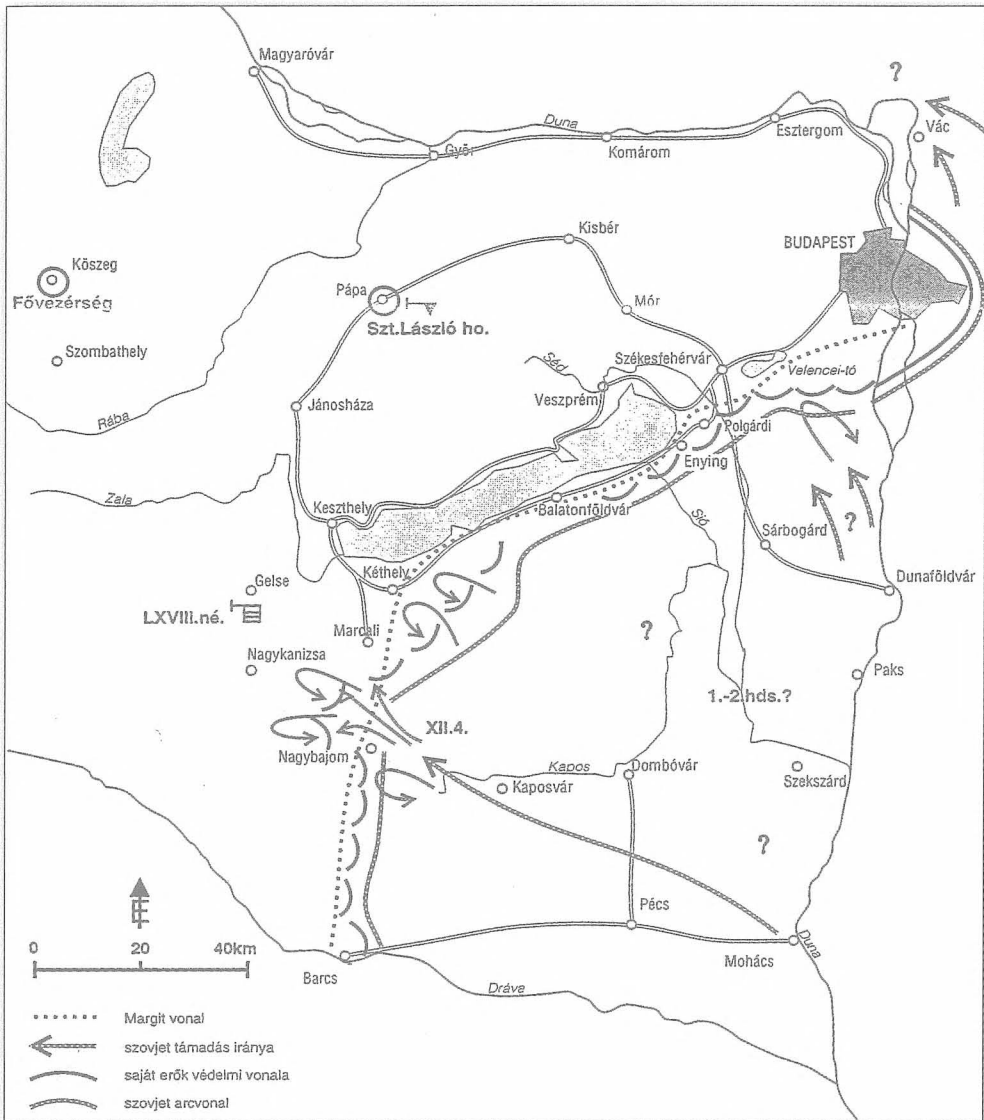 Magyaróvár
?
Duna
Esztergom
Vác
Győr
Komárom
Kisbér
BUDAPEST
Kőszeg
Fővezérség
Pápa
Szt.László ho.
Mór
Szombathely
Séd
Székesfehérvár
Velencei-tó
Veszprém
Rába
Jánosháza
Polgárdi
Enying
Zala
Keszthely
Balatonföldvár
Sió
Sárbogárd
?
Gelse
Kéthely
Dunaföldvár
LXVIII.né.
Marcali
?
Nagykanizsa
Paks
1.-2.hds.?
XII.4.
Nagybajom
Kapos
Dombóvár
Kaposvár
Szekszárd
?
É
Pécs
0 20 40km
Mohács
Duna
Barcs
Dráva
Margit vonal
szovjet támadás iránya
saját erők védelmi vonala
szovjet arcvonal